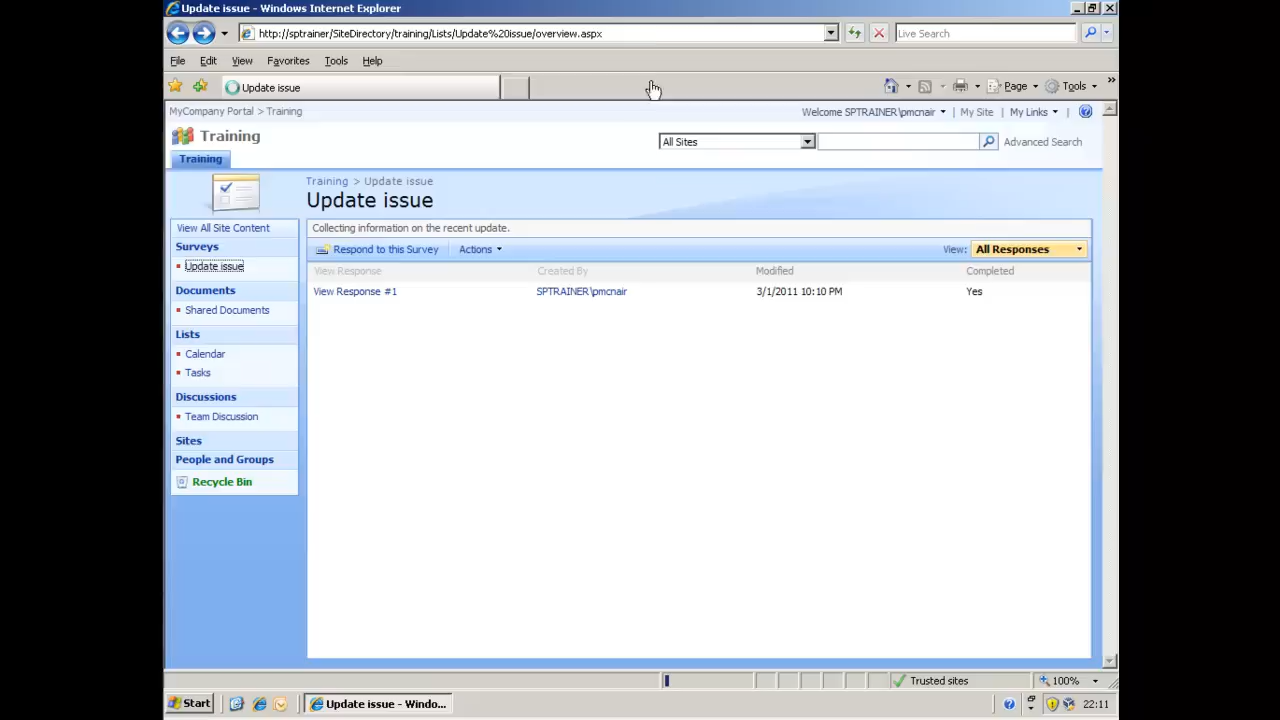 Update issue - Windows Internet Explorer
http://sptrainer/SiteDirectory/training/Lists/Update%20issue/overview.aspx
Live Search
File Edit View Favorites Tools Help
Update issue
Page Tools »
MyCompany Portal > Training
Welcome SPTRAINER\pmcnair | My Site | My Links |
Training
All Sites
Advanced Search
Training
Training > Update issue
Update issue
View All Site Content
Collecting information on the recent update.
Surveys
Respond to this Survey Actions View: All Responses
Update issue
View Response Created By Modified Completed
Documents
View Response #1 SPTRAINER\pmcnair 3/1/2011 10:10 PM Yes
Shared Documents
Lists
Calendar
Tasks
Discussions
Team Discussion
Sites
People and Groups
Recycle Bin
Trusted sites 100%
Start Update issue - Windo... 22:11